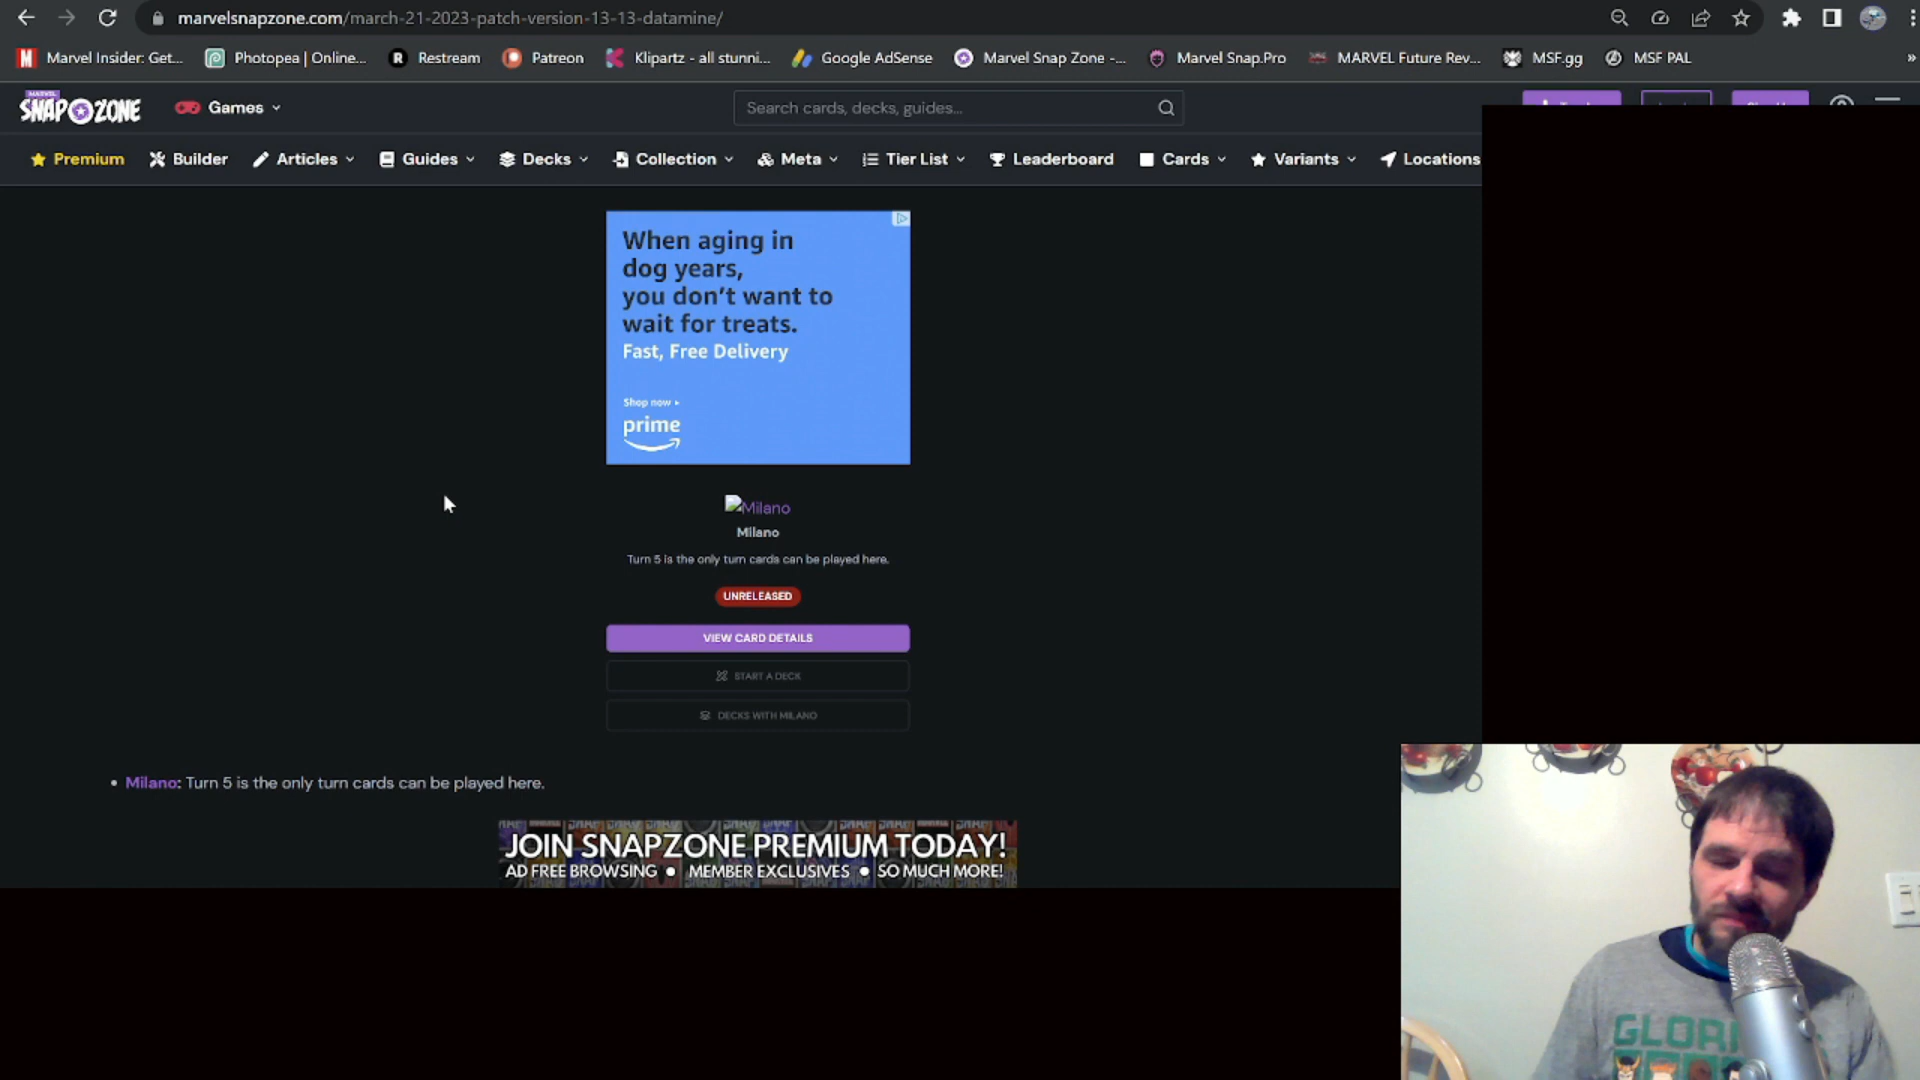 marvelsnapzone.com/march-21-2023-patch-version-13-13-datamine/
Marvel Insider: Get... Photopea | Online... Restream Patreon Klipartz - all stunni... Google AdSense Marvel Snap Zone -... Marvel Snap.Pro MARVEL Future Rev... MSF.gg MSF PAL »
MARVEL
SNAP ZONE Games Search cards, decks, guides...
Premium Builder Articles Guides Decks Collection Meta Tier List Leaderboard Cards Variants Locations
When aging in
dog years,
you don't want to
wait for treats.
Fast, Free Delivery
Shop now
prime
Milano
Milano
Turn 5 is the only turn cards can be played here.
UNRELEASED
VIEW CARD DETAILS
START A DECK
DECKS WITH MILANO
• Milano: Turn 5 is the only turn cards can be played here.
JOIN SNAPZONE PREMIUM TODAY!
AD FREE BROWSING • MEMBER EXCLUSIVES • SO MUCH MORE!